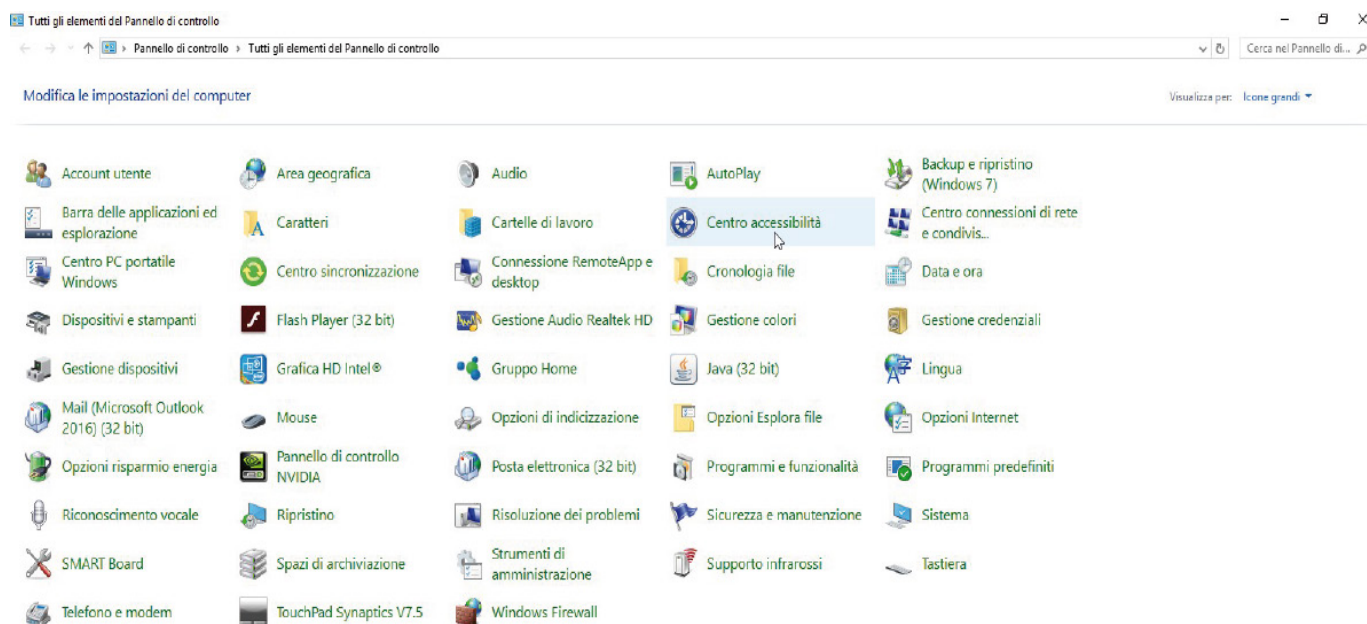 Tutti gli elementi del Pannello di controllo
Pannello di controllo › Tutti gli elementi del Pannello di controllo
Cerca nel Pannello di...
Modifica le impostazioni del computer
Visualizza per: Icone grandi
Account utente
Area geografica
Audio
AutoPlay
Backup e ripristino
(Windows 7)
Barra delle applicazioni ed
esplorazione
Caratteri
Cartelle di lavoro
Centro accessibilità
Centro connessioni di rete
e condivis...
Centro PC portatile
Windows
Centro sincronizzazione
Connessione RemoteApp e
desktop
Cronologia file
Data e ora
Dispositivi e stampanti
Flash Player (32 bit)
Gestione Audio Realtek HD
Gestione colori
Gestione credenziali
Gestione dispositivi
Grafica HD Intel®
Gruppo Home
Java (32 bit)
Lingua
Mail (Microsoft Outlook
2016) (32 bit)
Mouse
Opzioni di indicizzazione
Opzioni Esplora file
Opzioni Internet
Opzioni risparmio energia
Pannello di controllo
NVIDIA
Posta elettronica (32 bit)
Programmi e funzionalità
Programmi predefiniti
Riconoscimento vocale
Ripristino
Risoluzione dei problemi
Sicurezza e manutenzione
Sistema
SMART Board
Spazi di archiviazione
Strumenti di
amministrazione
Supporto infrarossi
Tastiera
Telefono e modem
TouchPad Synaptics V7.5
Windows Firewall